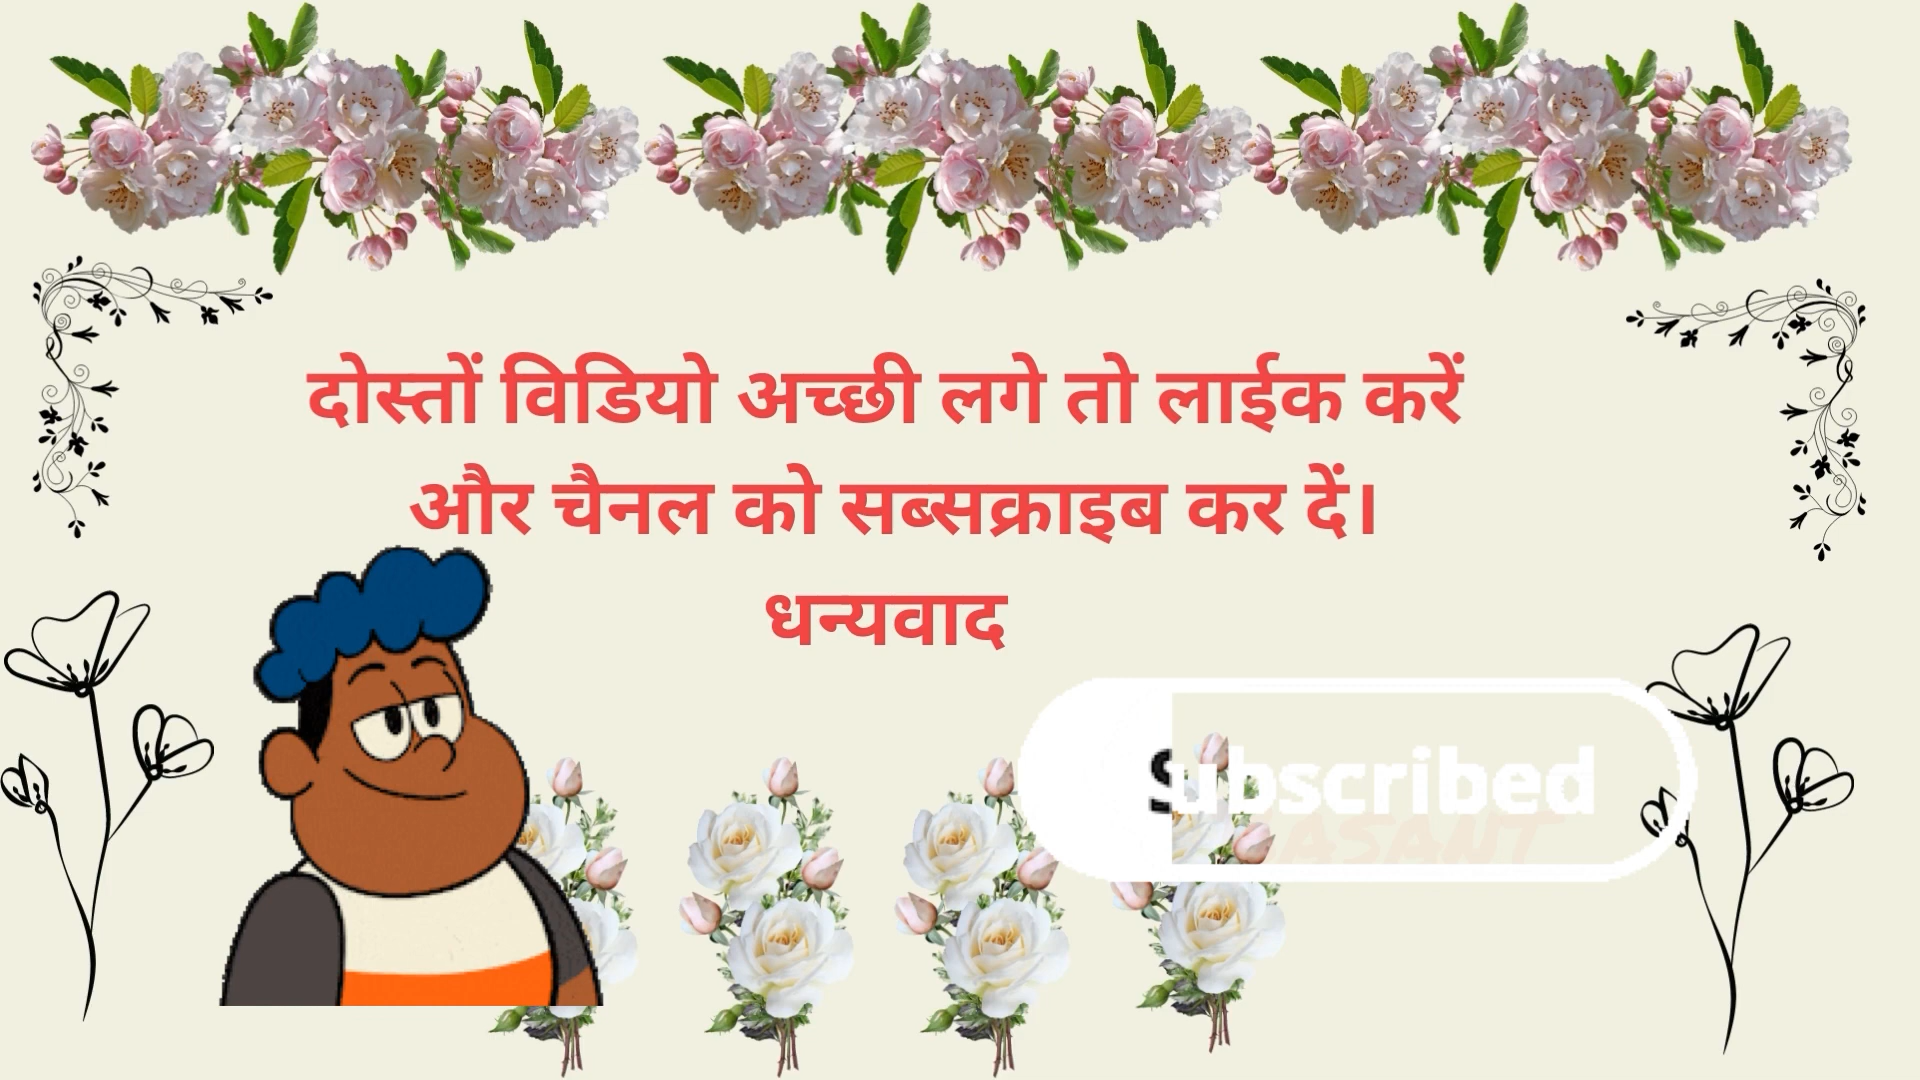 दोस्तों विडियो अच्छी लगे तो लाईक करें
और चैनल को सब्सक्राइब कर दें।
धन्यवाद
Subscribed